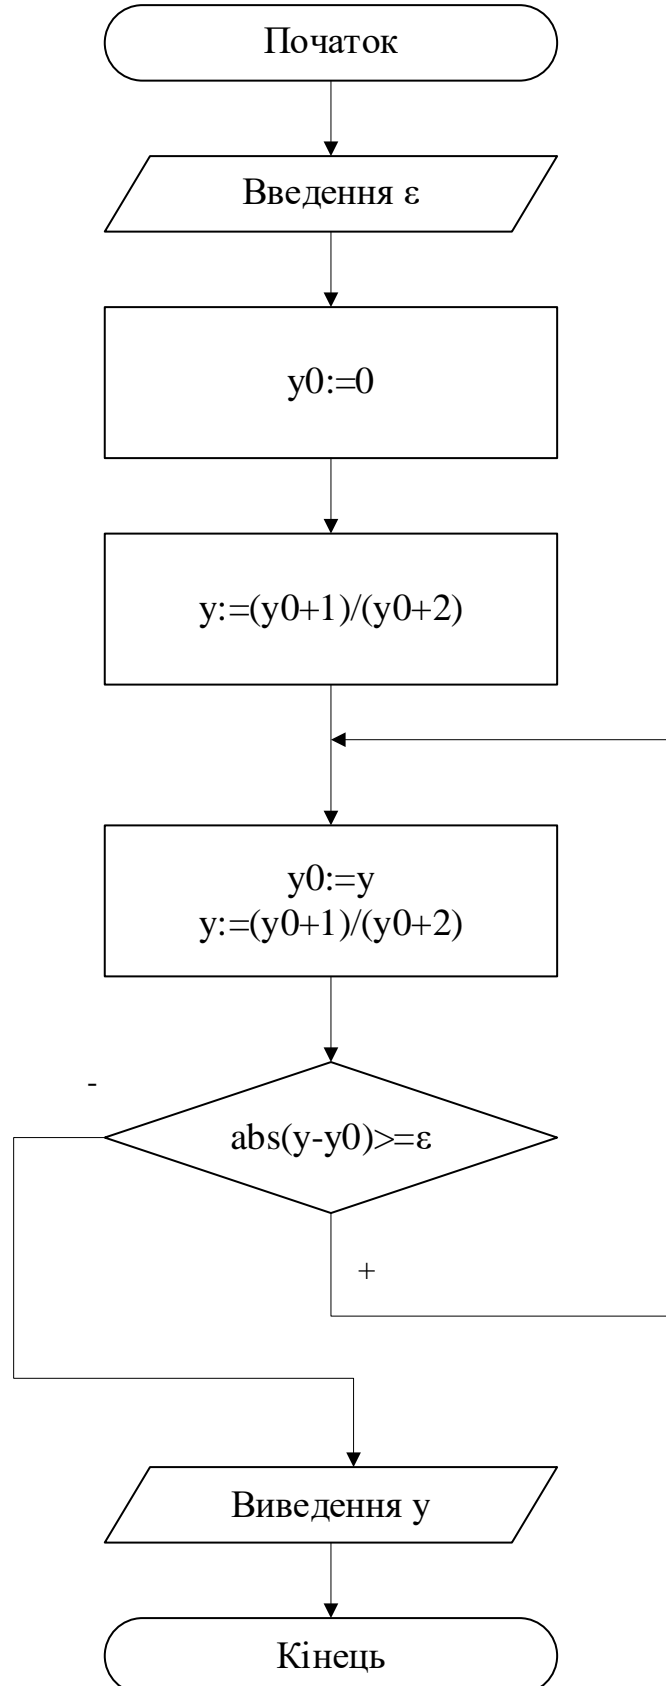 Початок
Введення ε
y0:=0
y:=(y0+1)/(y0+2)
y0:=y
y:=(y0+1)/(y0+2)
-
abs(y-y0)>=ε
+
Виведення y
Кінець